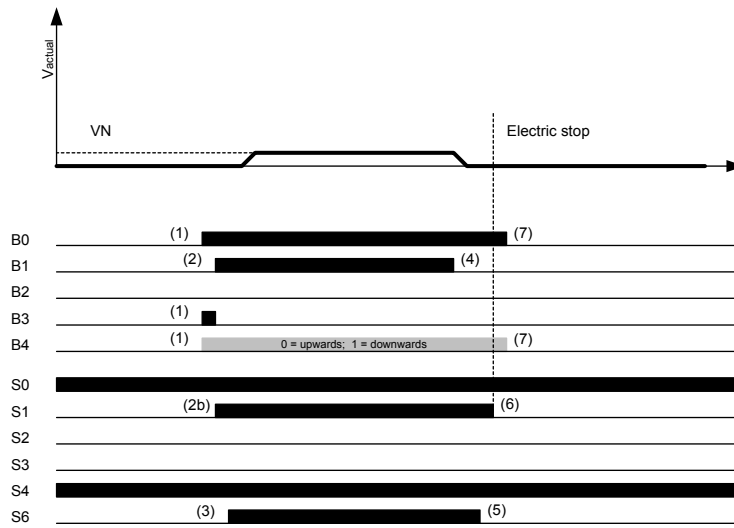 Vactual
VN
Electric stop
B0 (1) (7)
B1 (2) (4)
B2
B3 (1)
B4 (1) 0 = upwards; 1 = downwards (7)
S0
S1 (2b) (6)
S2
S3
S4
S6 (3) (5)